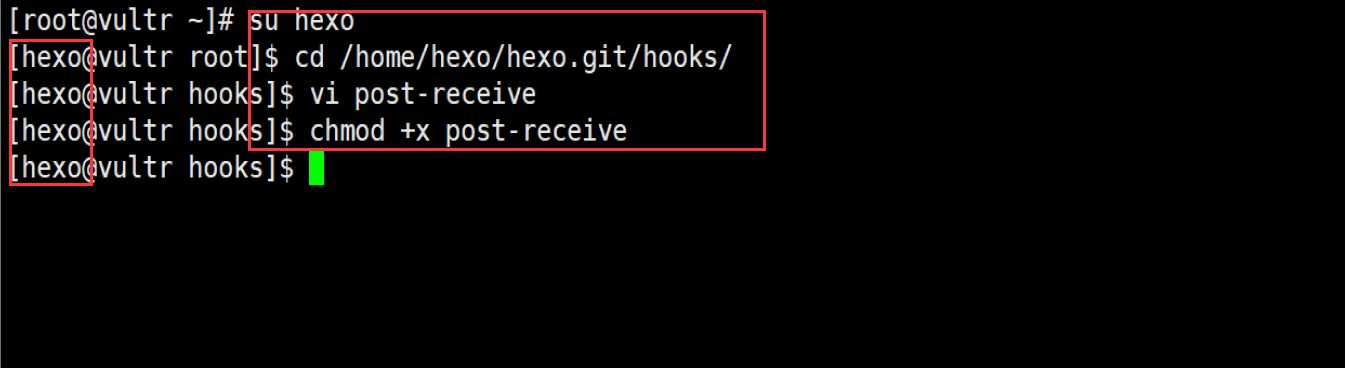 [root@vultr ~]# su hexo
[hexo@vultr root]$ cd /home/hexo/hexo.git/hooks/
[hexo@vultr hooks]$ vi post-receive
[hexo@vultr hooks]$ chmod +x post-receive
[hexo@vultr hooks]$